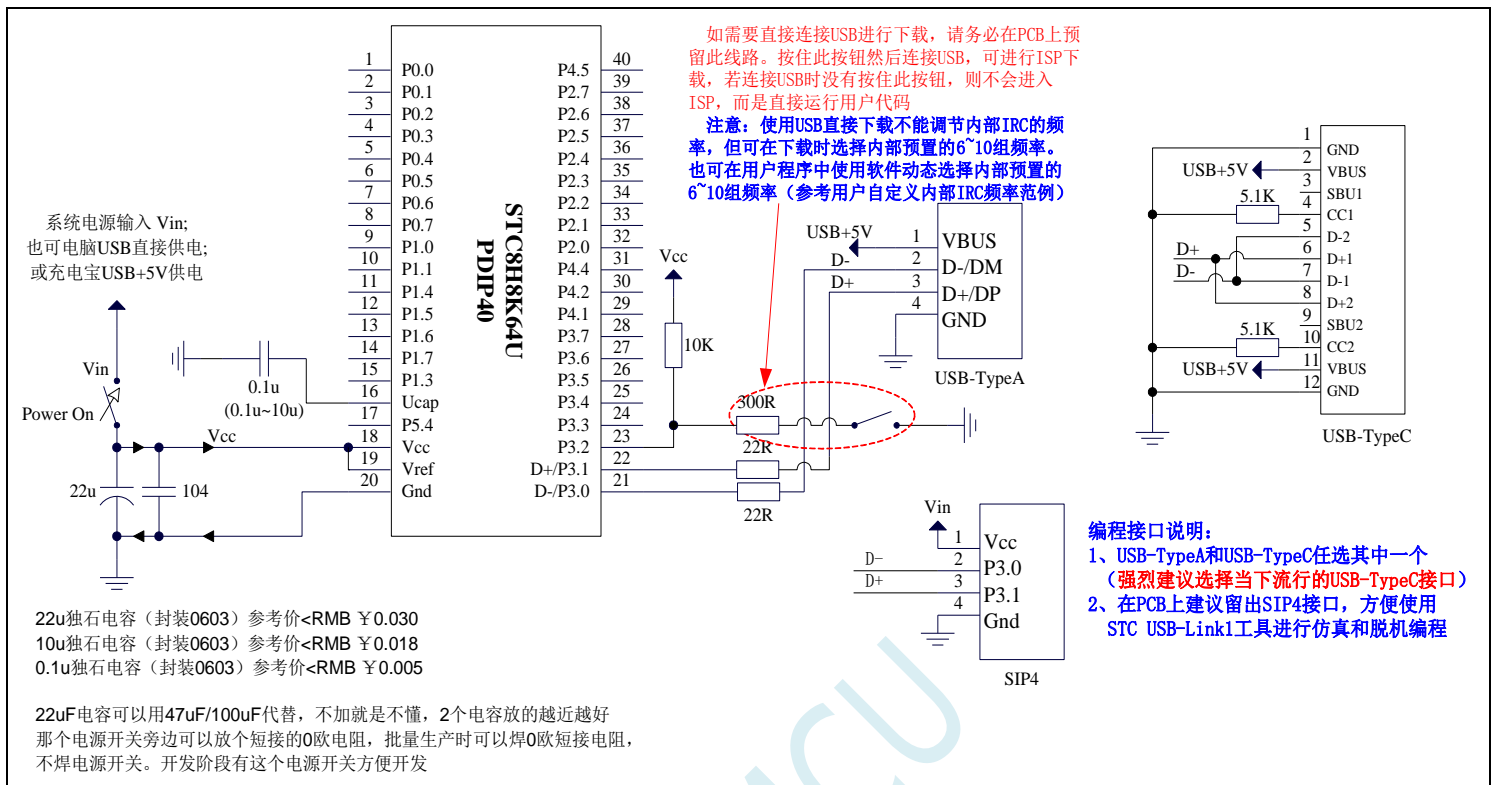 如需要直接连接USB进行下载，请务必在PCB上预
留此线路。按住此按钮然后连接USB，可进行ISP下
载，若连接USB时没有按住此按钮，则不会进入
ISP，而是直接运行用户代码
注意：使用USB直接下载不能调节内部IRC的频
率，但可在下载时选择内部预置的6~10组频率。
也可在用户程序中使用软件动态选择内部预置的
6~10组频率（参考用户自定义内部IRC频率范例）
系统电源输入 Vin;
也可电脑USB直接供电;
或充电宝USB+5V供电
Vin
Power On
Vcc
22u
104
0.1u
(0.1u~10u)
1 P0.0
2 P0.1
3 P0.2
4 P0.3
5 P0.4
6 P0.5
7 P0.6
8 P0.7
9 P1.0
10 P1.1
11 P1.4
12 P1.5
13 P1.6
14 P1.7
15 P1.3
16 Ucap
17 P5.4
18 Vcc
19 Vref
20 Gnd
STC8H8K64U
PDIP40
P4.5 40
P2.7 39
P2.6 38
P2.5 37
P2.4 36
P2.3 35
P2.2 34
P2.1 33
P2.0 32
P4.4 31
P4.2 30
P4.1 29
P3.7 28
P3.6 27
P3.5 26
P3.4 25
P3.3 24
P3.2 23
D+/P3.1 22
D-/P3.0 21
Vcc
10K
300R
22R
22R
USB+5V
D-
D+
1 VBUS
2 D-/DM
3 D+/DP
4 GND
USB-TypeA
USB+5V
5.1K
D+
D-
5.1K
USB+5V
1 GND
2 VBUS
3 SBU1
4 CC1
5 D-2
6 D+1
7 D-1
8 D+2
9 SBU2
10 CC2
11 VBUS
12 GND
USB-TypeC
Vin
D-
D+
1 Vcc
2 P3.0
3 P3.1
4 Gnd
SIP4
编程接口说明：
1、USB-TypeA和USB-TypeC任选其中一个
（强烈建议选择当下流行的USB-TypeC接口）
2、在PCB上建议留出SIP4接口，方便使用
STC USB-Link1工具进行仿真和脱机编程
22u独石电容（封装0603）参考价<RMB ￥0.030
10u独石电容（封装0603）参考价<RMB ￥0.018
0.1u独石电容（封装0603）参考价<RMB ￥0.005
22uF电容可以用47uF/100uF代替，不加就是不懂，2个电容放的越近越好
那个电源开关旁边可以放个短接的0欧电阻，批量生产时可以焊0欧短接电阻，
不焊电源开关。开发阶段有这个电源开关方便开发
MCU